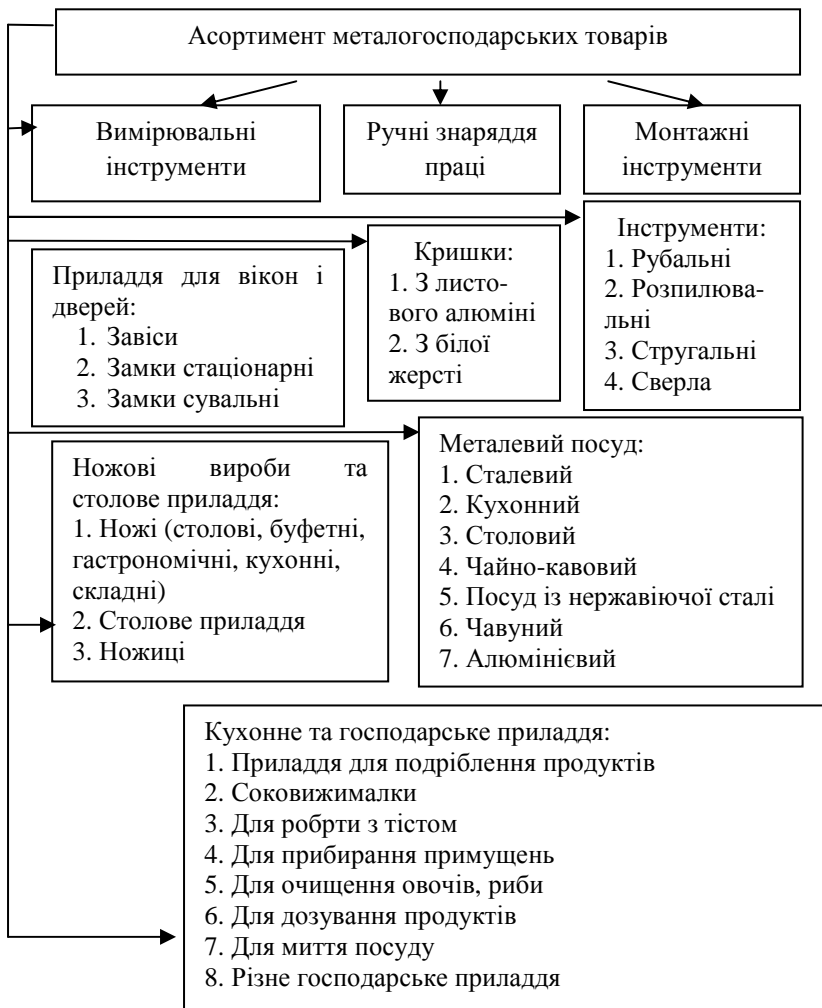 Асортимент металогосподарських товарів
Вимірювальні
інструменти
Ручні знаряддя
праці
Монтажні
інструменти
Приладдя для вікон і
дверей:
1. Завіси
2. Замки стаціонарні
3. Замки сувальні
Кришки:
1. З листо-
вого алюміні
2. З білої
жерсті
Інструменти:
1. Рубальні
2. Розпилюва-
льні
3. Стругальні
4. Сверла
Ножові вироби та
столове приладдя:
1. Ножі (столові, буфетні,
гастрономічні, кухонні,
складні)
2. Столове приладдя
3. Ножиці
Металевий посуд:
1. Сталевий
2. Кухонний
3. Столовий
4. Чайно-кавовий
5. Посуд із нержавіючої сталі
6. Чавуний
7. Алюмінієвий
Кухонне та господарське приладдя:
1. Приладдя для подріблення продуктів
2. Соковижималки
3. Для робрти з тістом
4. Для прибирання примущень
5. Для очищення овочів, риби
6. Для дозування продуктів
7. Для миття посуду
8. Різне господарське приладдя